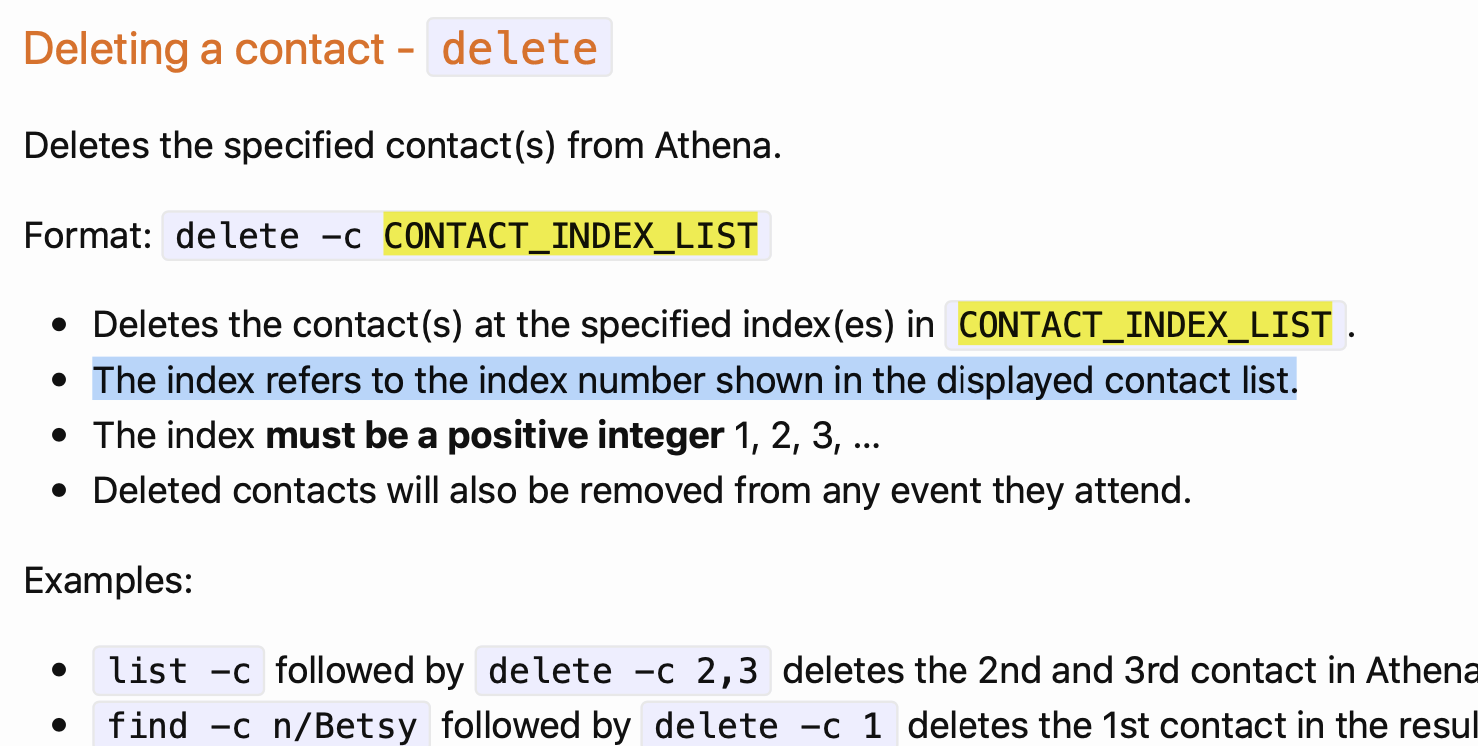 Deleting a contact - delete
Deletes the specified contact(s) from Athena.
Format: delete -c CONTACT_INDEX_LIST
• Deletes the contact(s) at the specified index(es) in CONTACT_INDEX_LIST.
• The index refers to the index number shown in the displayed contact list.
• The index must be a positive integer 1, 2, 3, ...
• Deleted contacts will also be removed from any event they attend.
Examples:
• list -c followed by delete -c 2,3 deletes the 2nd and 3rd contact in Athena
• find -c n/Betsy followed by delete -c 1 deletes the 1st contact in the resul